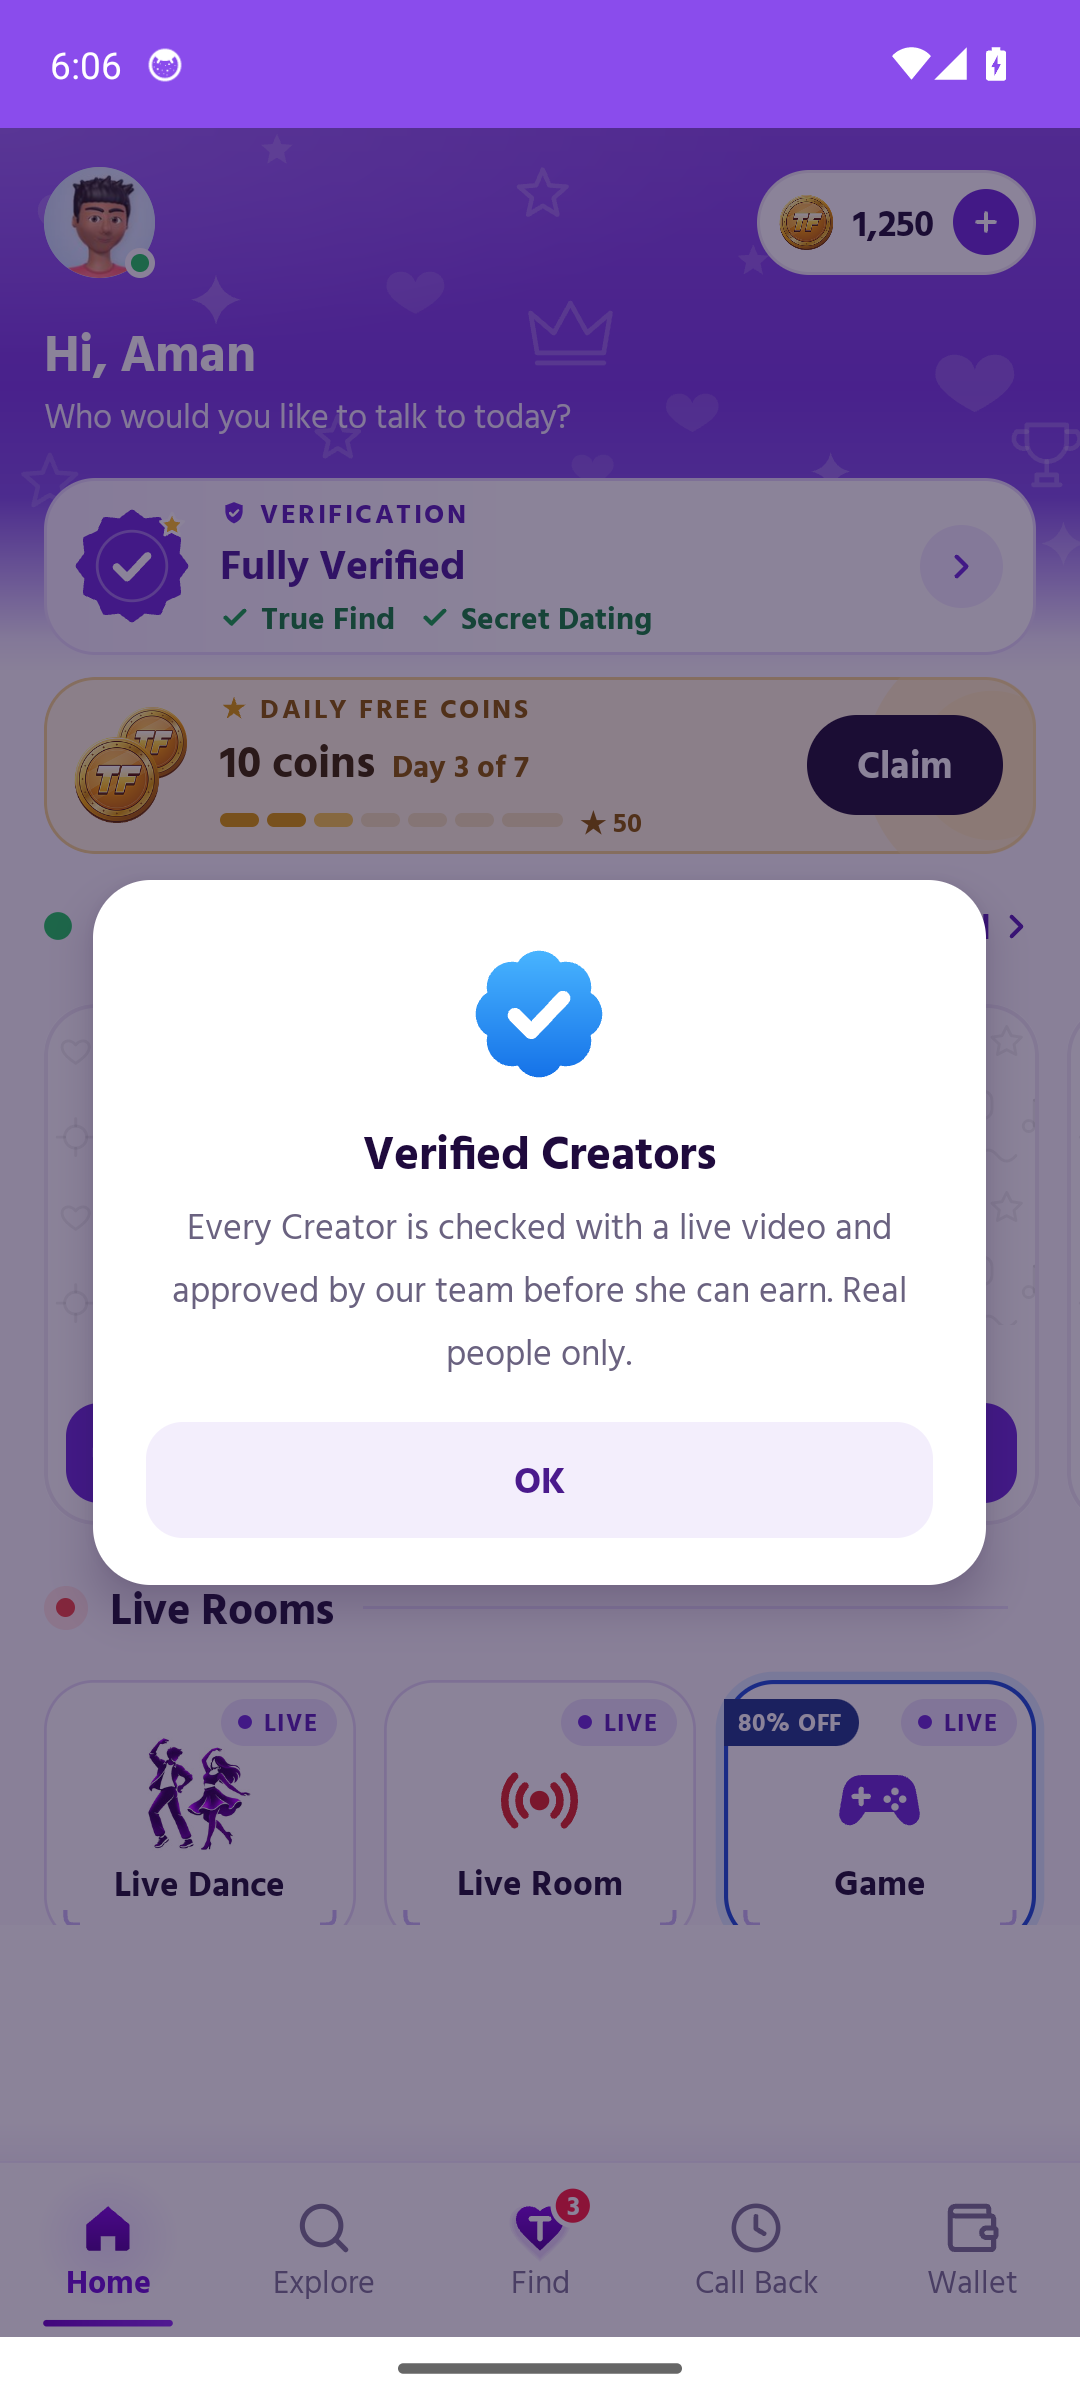 6:06
1,250
Hi, Aman
Who would you like to talk to today?
VERIFICATION
Fully Verified
True Find
Secret Dating
DAILY FREE COINS
TF
TF
10 coins Day 3 of 7
Claim
50
Verified Creators
Every Creator is checked with a live video and
approved by our team before she can earn. Real
people only.
OK
Live Rooms
LIVE
LIVE
80% OFF
LIVE
Live Dance
Live Room
Game
T
3
Home
Explore
Find
Call Back
Wallet